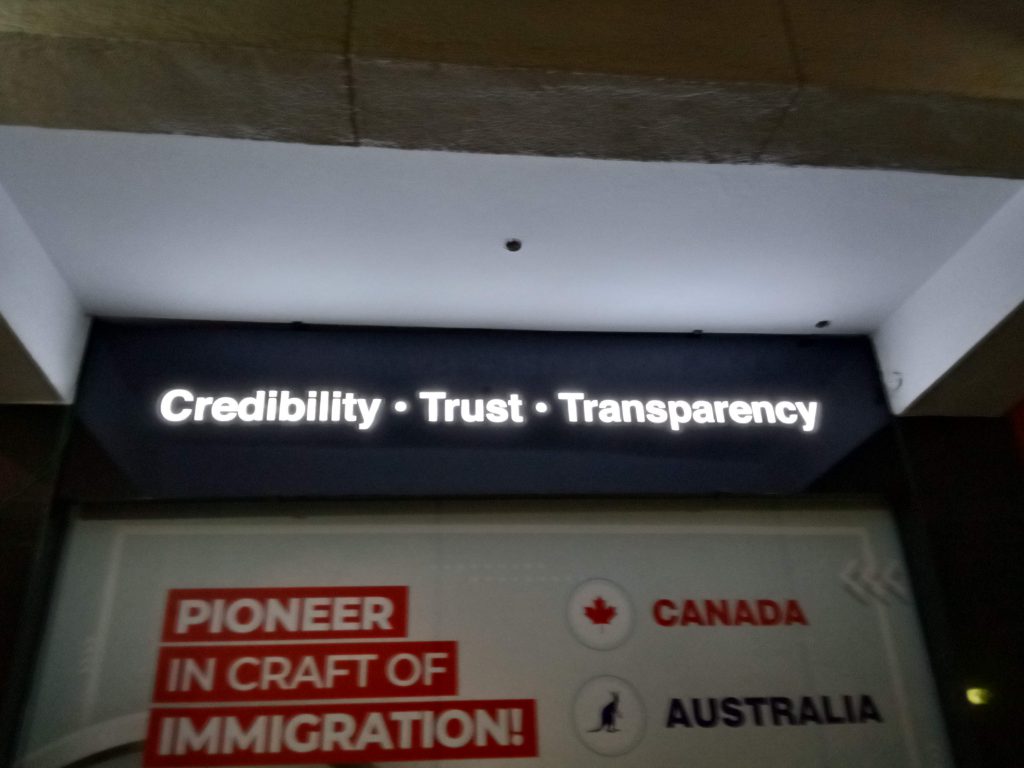 Credibility • Trust • Transparency
PIONEER
IN CRAFT OF
IMMIGRATION!
CANADA
AUSTRALIA